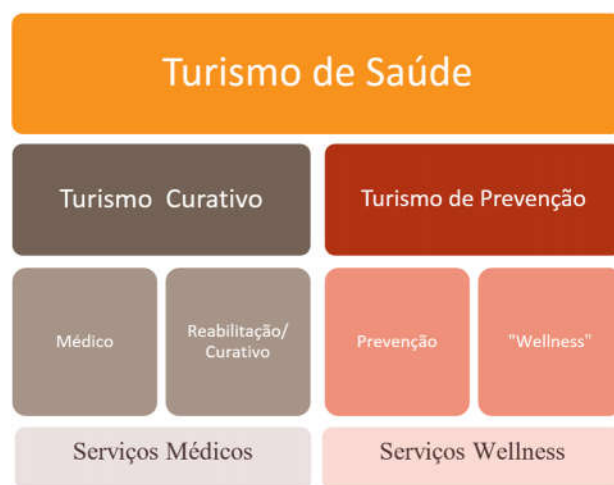 Turismo de Saúde
Turismo Curativo
Turismo de Prevenção
Médico
Reabilitação/
Curativo
Prevenção
"Wellness"
Serviços Médicos
Serviços Wellness